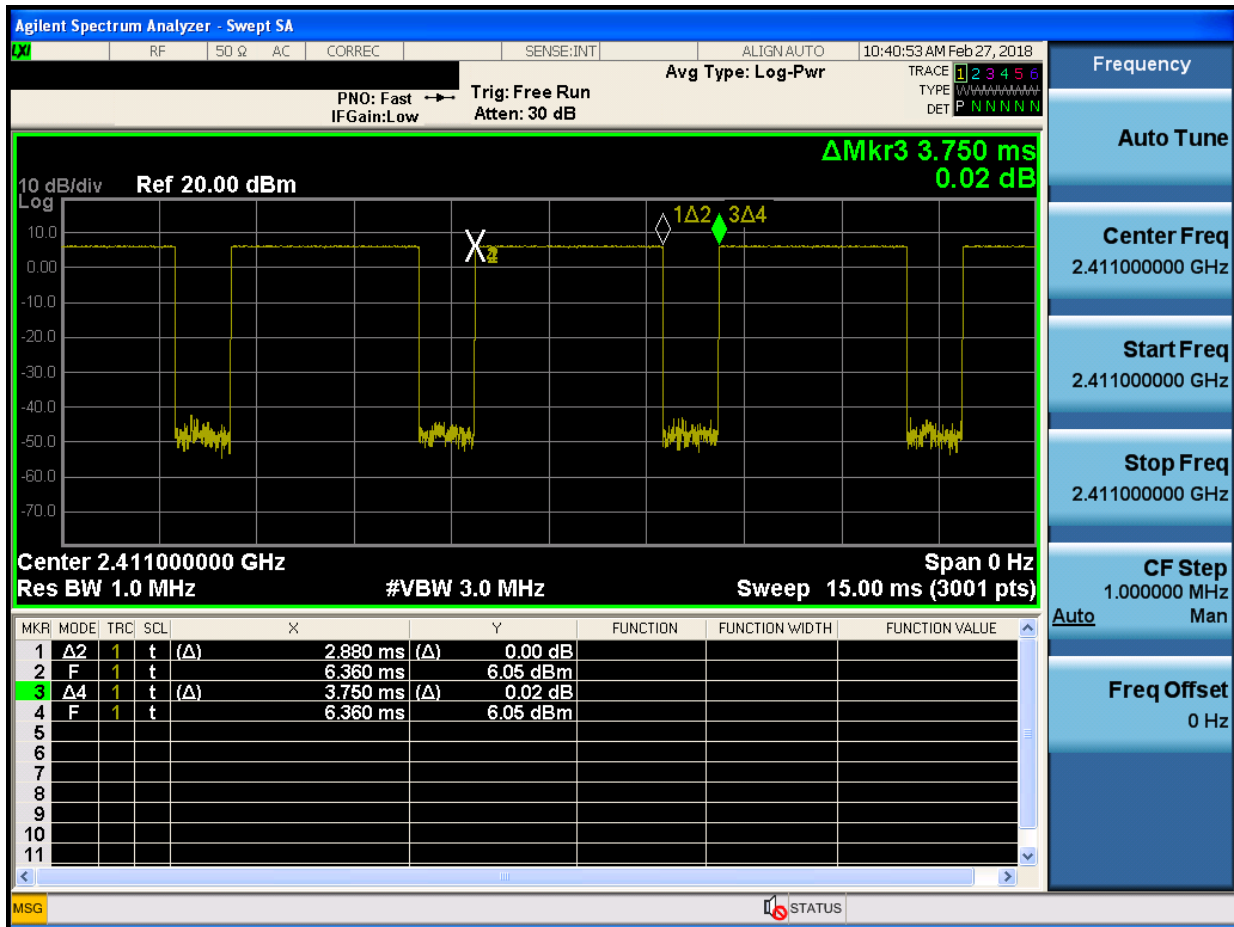 Agilent Spectrum Analyzer - Swept SA
LXI RF 50 Ω AC CORREC SENSE:INT ALIGN AUTO 10:40:53 AM Feb 27, 2018
PNO: Fast
IFGain:Low
Trig: Free Run
Atten: 30 dB
Avg Type: Log-Pwr
TRACE 1 2 3 4 5 6
TYPE
DET P N N N N N
ΔMkr3 3.750 ms
0.02 dB
10 dB/div Ref 20.00 dBm
Log
10.0
0.00
-10.0
-20.0
-30.0
-40.0
-50.0
-60.0
-70.0
1Δ2 3Δ4
Center 2.411000000 GHz Span 0 Hz
Res BW 1.0 MHz #VBW 3.0 MHz Sweep 15.00 ms (3001 pts)
MKR MODE TRC SCL X Y FUNCTION FUNCTION WIDTH FUNCTION VALUE
1 Δ2 1 t (Δ) 2.880 ms (Δ) 0.00 dB
2 F 1 t 6.360 ms 6.05 dBm
3 Δ4 1 t (Δ) 3.750 ms (Δ) 0.02 dB
4 F 1 t 6.360 ms 6.05 dBm
5
6
7
8
9
10
11
MSG STATUS
Frequency
Auto Tune
Center Freq
2.411000000 GHz
Start Freq
2.411000000 GHz
Stop Freq
2.411000000 GHz
CF Step
1.000000 MHz
Auto Man
Freq Offset
0 Hz